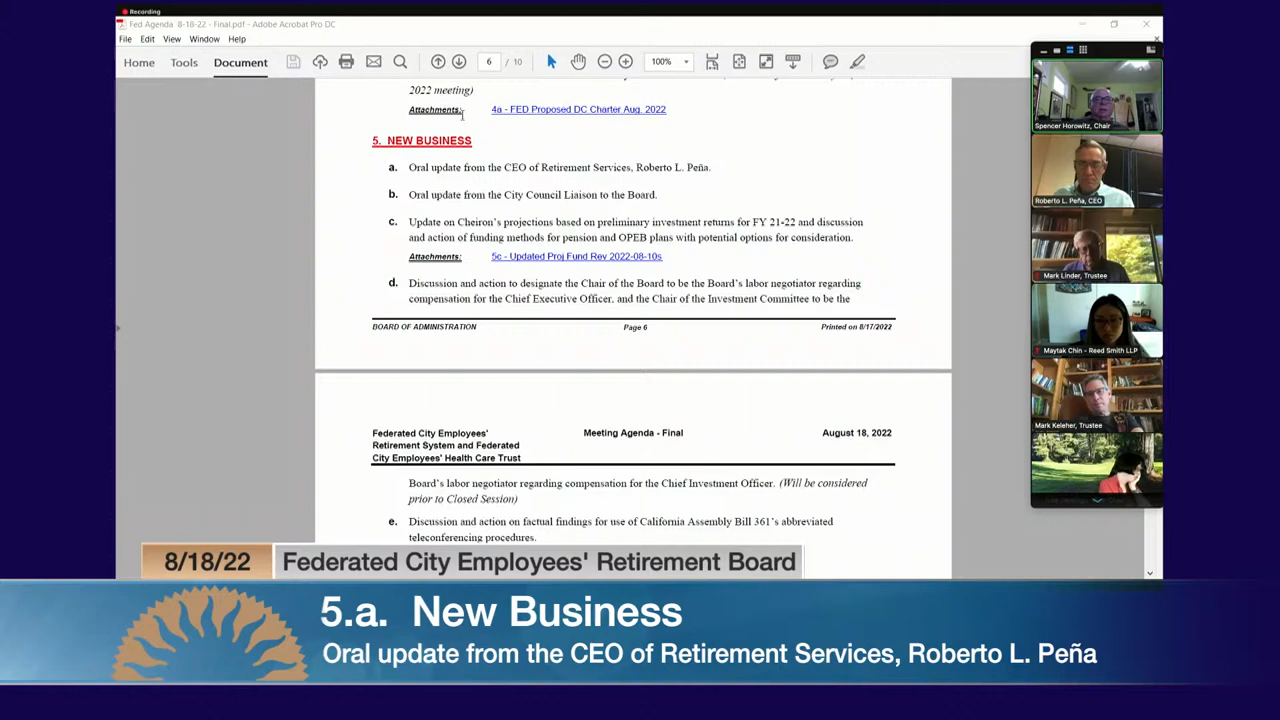 Recording
Fed Agenda 8-18-22 - Final.pdf - Adobe Acrobat Pro DC
File Edit View Window Help
Home Tools Document 6 / 10 100%
2022 meeting)
Attachments: 4a - FED Proposed DC Charter Aug. 2022
5. NEW BUSINESS
a. Oral update from the CEO of Retirement Services, Roberto L. Peña.
b. Oral update from the City Council Liaison to the Board.
c. Update on Cheiron's projections based on preliminary investment returns for FY 21-22 and discussion
and action of funding methods for pension and OPEB plans with potential options for consideration.
Attachments: 5c - Updated Proj Fund Rev 2022-08-10s
d. Discussion and action to designate the Chair of the Board to be the Board's labor negotiator regarding
compensation for the Chief Executive Officer, and the Chair of the Investment Committee to be the
BOARD OF ADMINISTRATION Page 6 Printed on 8/17/2022
Federated City Employees' Meeting Agenda - Final August 18, 2022
Retirement System and Federated
City Employees' Health Care Trust
Board's labor negotiator regarding compensation for the Chief Investment Officer. (Will be considered
prior to Closed Session)
e. Discussion and action on factual findings for use of California Assembly Bill 361's abbreviated
teleconferencing procedures.
Spencer Horowitz, Chair
Roberto L. Peña, CEO
Mark Linder, Trustee
Maytak Chin - Reed Smith LLP
Mark Keleher, Trustee
8/18/22 Federated City Employees' Retirement Board
5.a. New Business
Oral update from the CEO of Retirement Services, Roberto L. Peña